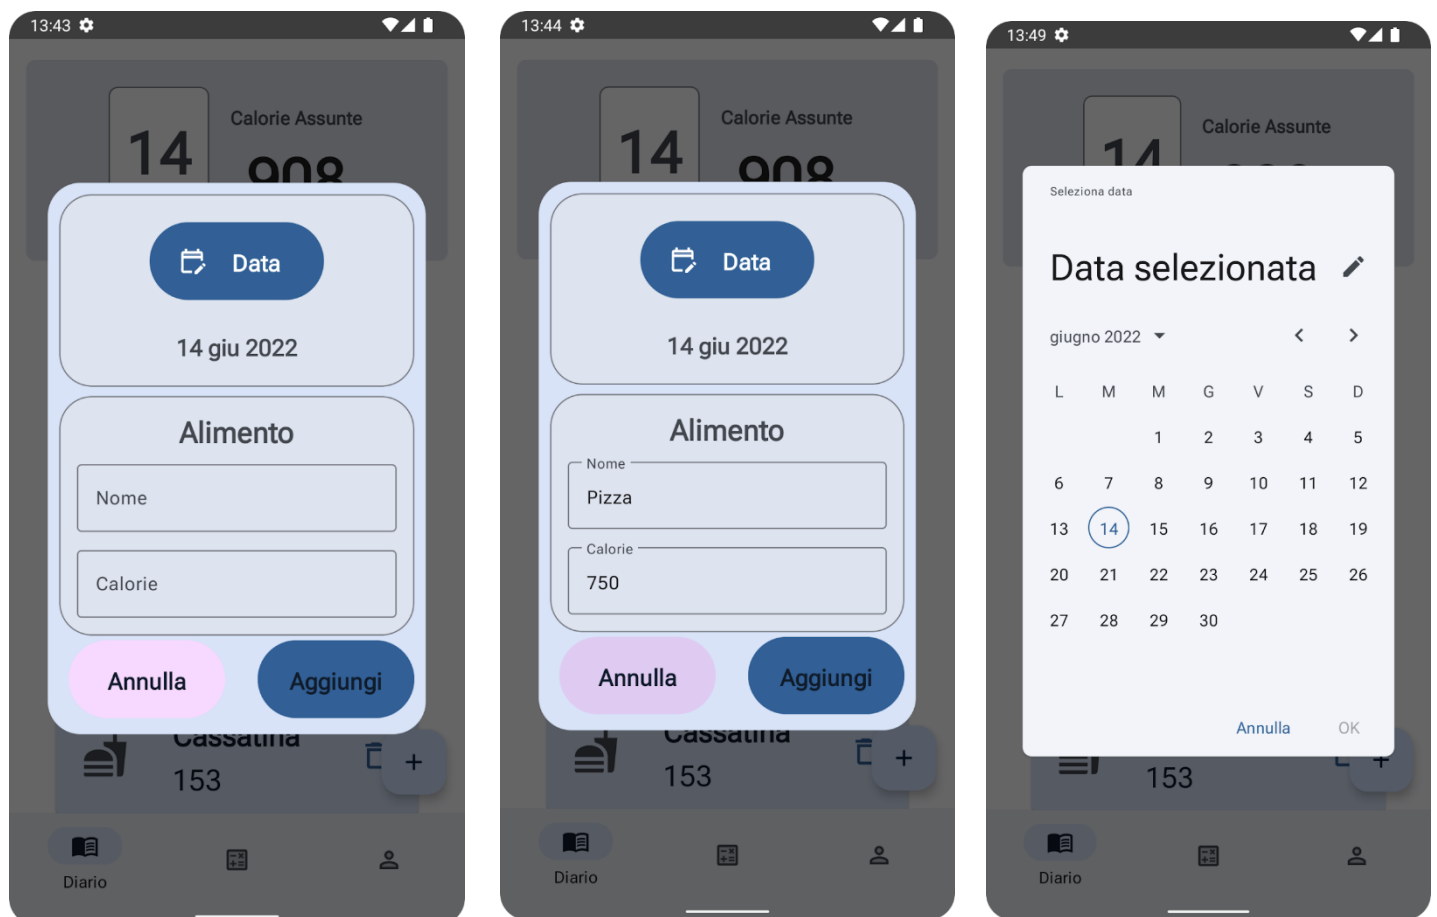 13:43
14
Calorie Assunte
908
Data
14 giu 2022
Alimento
Nome
Calorie
Annulla
Aggiungi
Cassatina
153
+
Diario
13:44
14
Calorie Assunte
908
Data
14 giu 2022
Alimento
Nome
Pizza
Calorie
750
Annulla
Aggiungi
Cassatina
153
+
Diario
13:49
14
Calorie Assunte
Seleziona data
Data selezionata
giugno 2022
L M M G V S D
1 2 3 4 5
6 7 8 9 10 11 12
13 14 15 16 17 18 19
20 21 22 23 24 25 26
27 28 29 30
Annulla OK
153
+
Diario